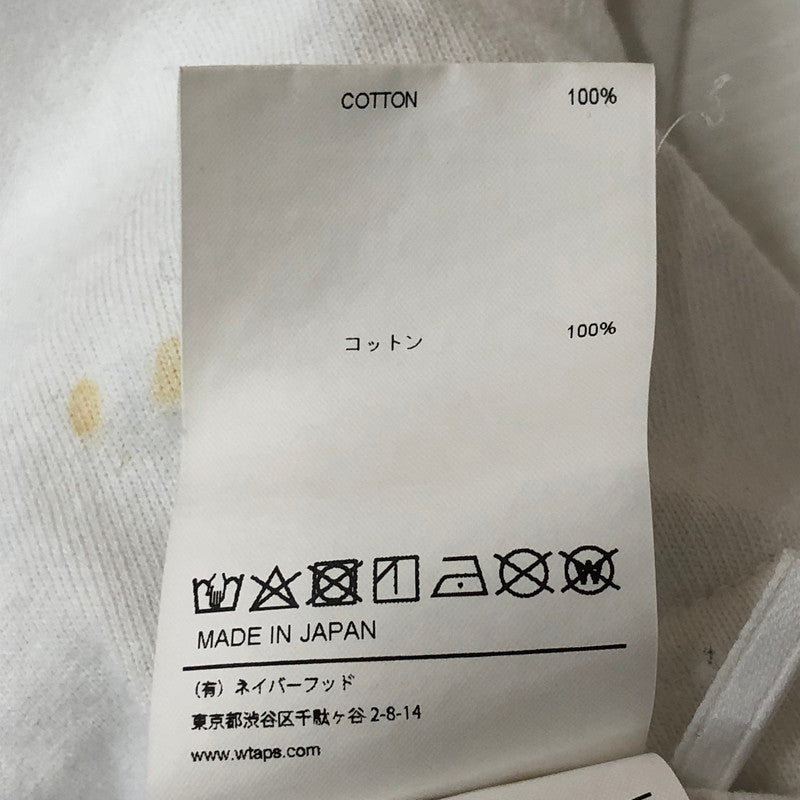 COTTON 100%
コットン 100%
W
MADE IN JAPAN
(有) ネイバーフッド
東京都渋谷区千駄ヶ谷 2-8-14
www.wtaps.com